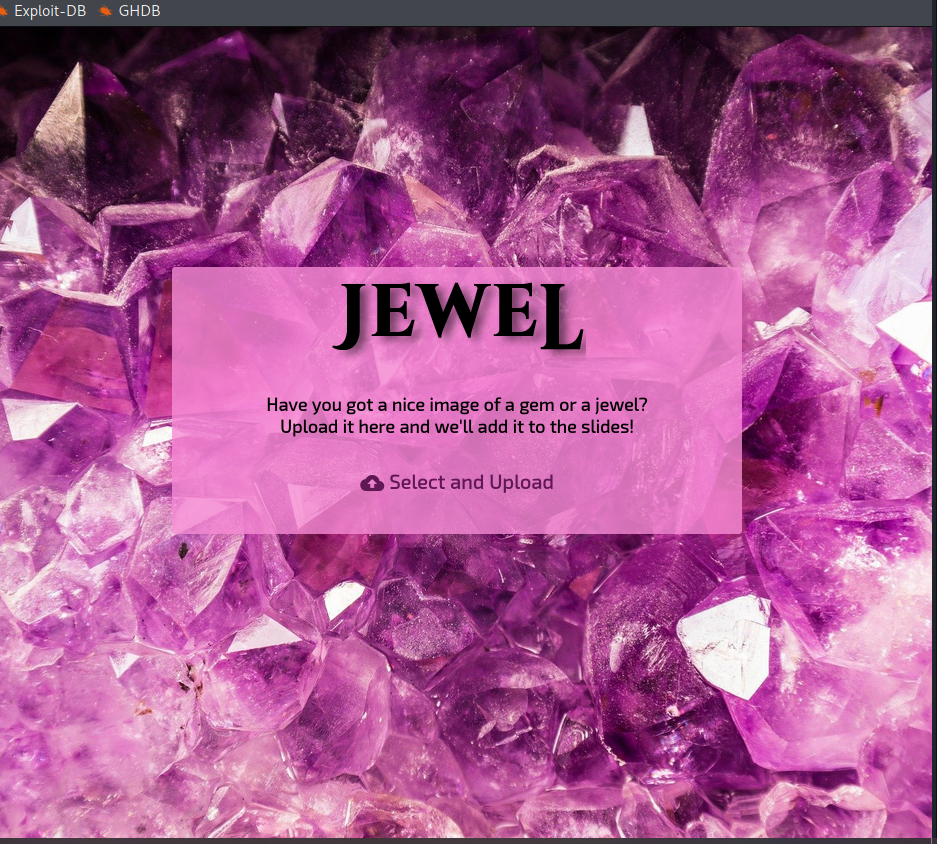 Exploit-DB GHDB
JEWEL
Have you got a nice image of a gem or a jewel?
Upload it here and we'll add it to the slides!
Select and Upload